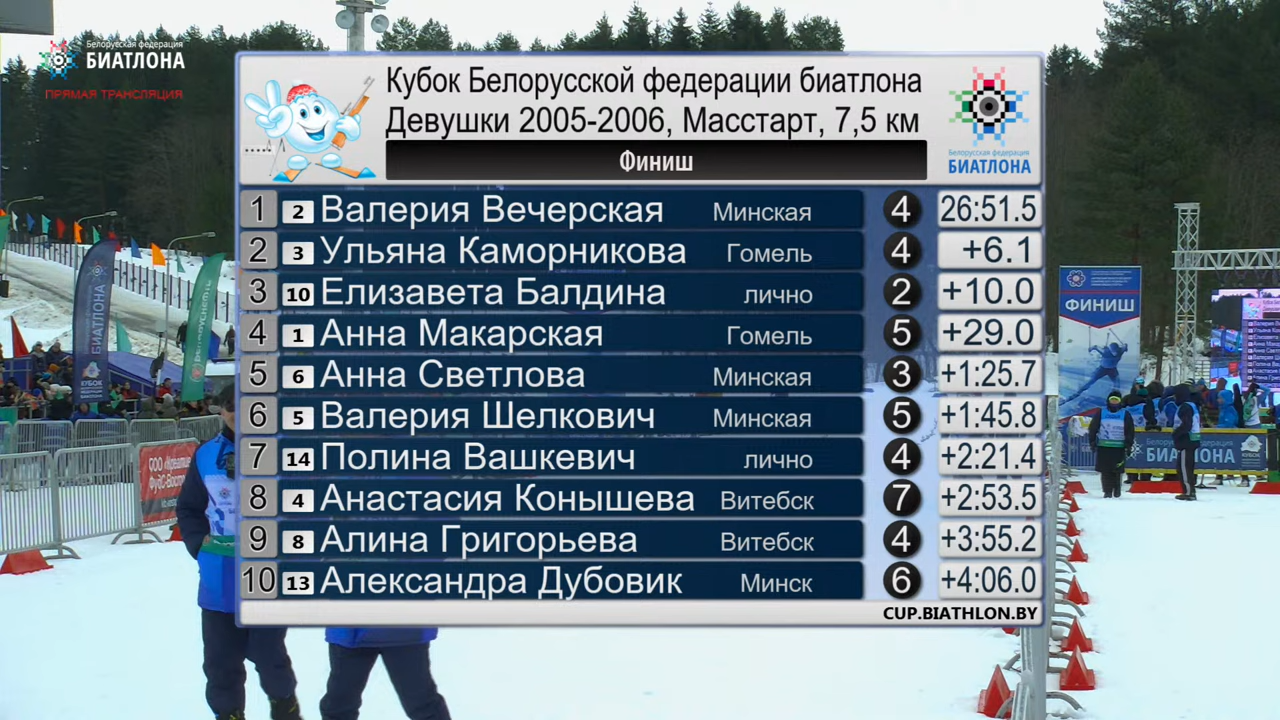 Белорусская федерация
БИАТЛОНА
ПРЯМАЯ ТРАНСЛЯЦИЯ
Кубок Белорусской федерации биатлона
Девушки 2005-2006, Масстарт, 7,5 км
Финиш
Белорусская федерация
БИАТЛОНА
1 2 Валерия Вечерская Минская 4 26:51.5
2 3 Ульяна Каморникова Гомель 4 +6.1
3 10 Елизавета Балдина лично 2 +10.0
4 1 Анна Макарская Гомель 5 +29.0
5 6 Анна Светлова Минская 3 +1:25.7
6 5 Валерия Шелкович Минская 5 +1:45.8
7 14 Полина Вашкевич лично 4 +2:21.4
8 4 Анастасия Конышева Витебск 7 +2:53.5
9 8 Алина Григорьева Витебск 4 +3:55.2
10 13 Александра Дубовик Минск 6 +4:06.0
CUP.BIATHLON.BY
БИАТЛОНА
КУБОК
ФИНИШ
БИАТЛОНА